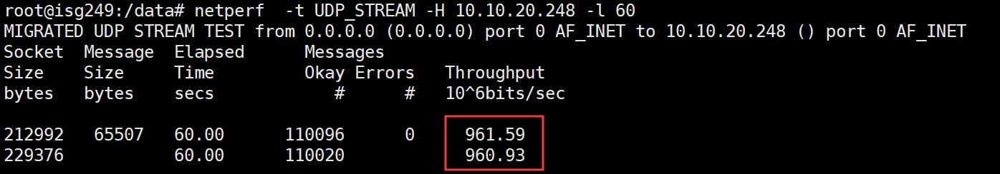 root@isg249:/data# netperf  -t UDP_STREAM -H 10.10.20.248 -l 60
MIGRATED UDP STREAM TEST from 0.0.0.0 (0.0.0.0) port 0 AF_INET to 10.10.20.248 () port 0 AF_INET
Socket  Message  Elapsed      Messages
Size    Size     Time         Okay Errors   Throughput
bytes   bytes    secs            #      #   10^6bits/sec
212992   65507   60.00      110096      0     961.59
229376           60.00      110020            960.93